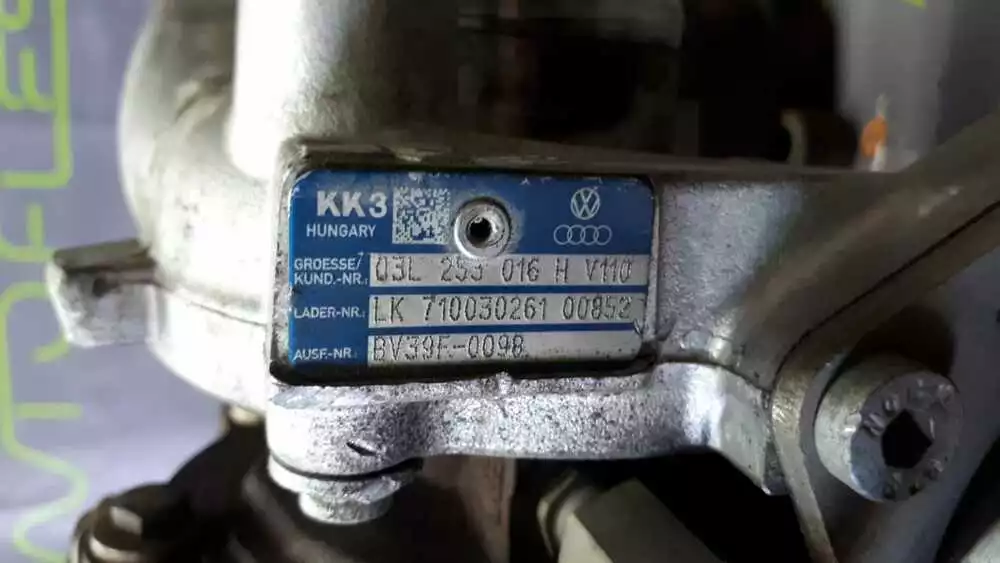 KK3
HUNGARY
GROESSE/
KUND.-NR.: 03L 253 016 H V110
LADER-NR.: LK 710030261 00852
AUSF.-NR.: BV39F-0098